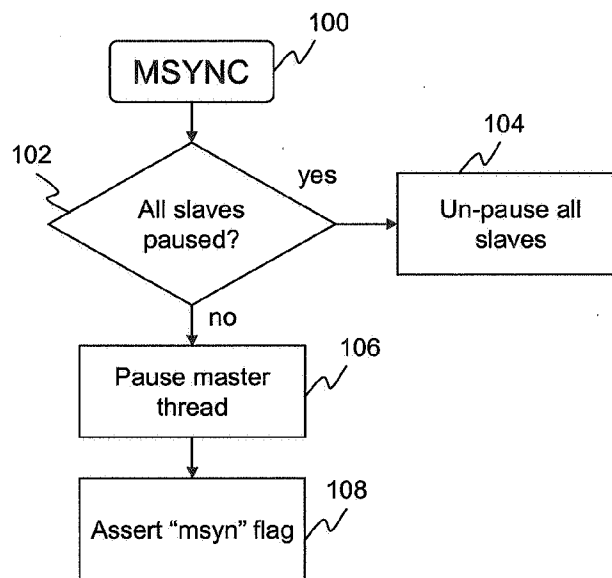 100
MSYNC
102
104
yes
All slaves
paused?
Un-pause all
slaves
no
106
Pause master
thread
108
Assert “msyn” flag